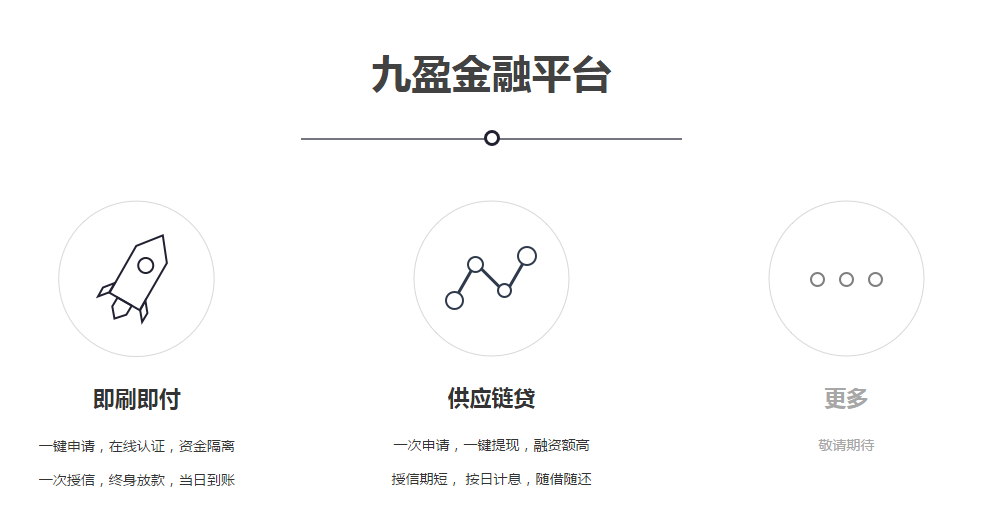 九盈金融平台
即刷即付
一键申请，在线认证，资金隔离
一次授信，终身放款，当日到账
供应链贷
一次申请，一键提现，融资额高
授信期短， 按日计息，随借随还
更多
敬请期待